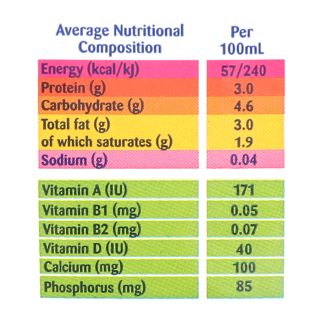 Average Nutritional Per
Composition 100mL
Energy (kcal/kJ) 57/240
Protein (g) 3.0
Carbohydrate (g) 4.6
Total fat (g) 3.0
of which saturates (g) 1.9
Sodium (g) 0.04
Vitamin A (IU) 171
Vitamin B1 (mg) 0.05
Vitamin B2 (mg) 0.07
Vitamin D (IU) 40
Calcium (mg) 100
Phosphorus (mg) 85